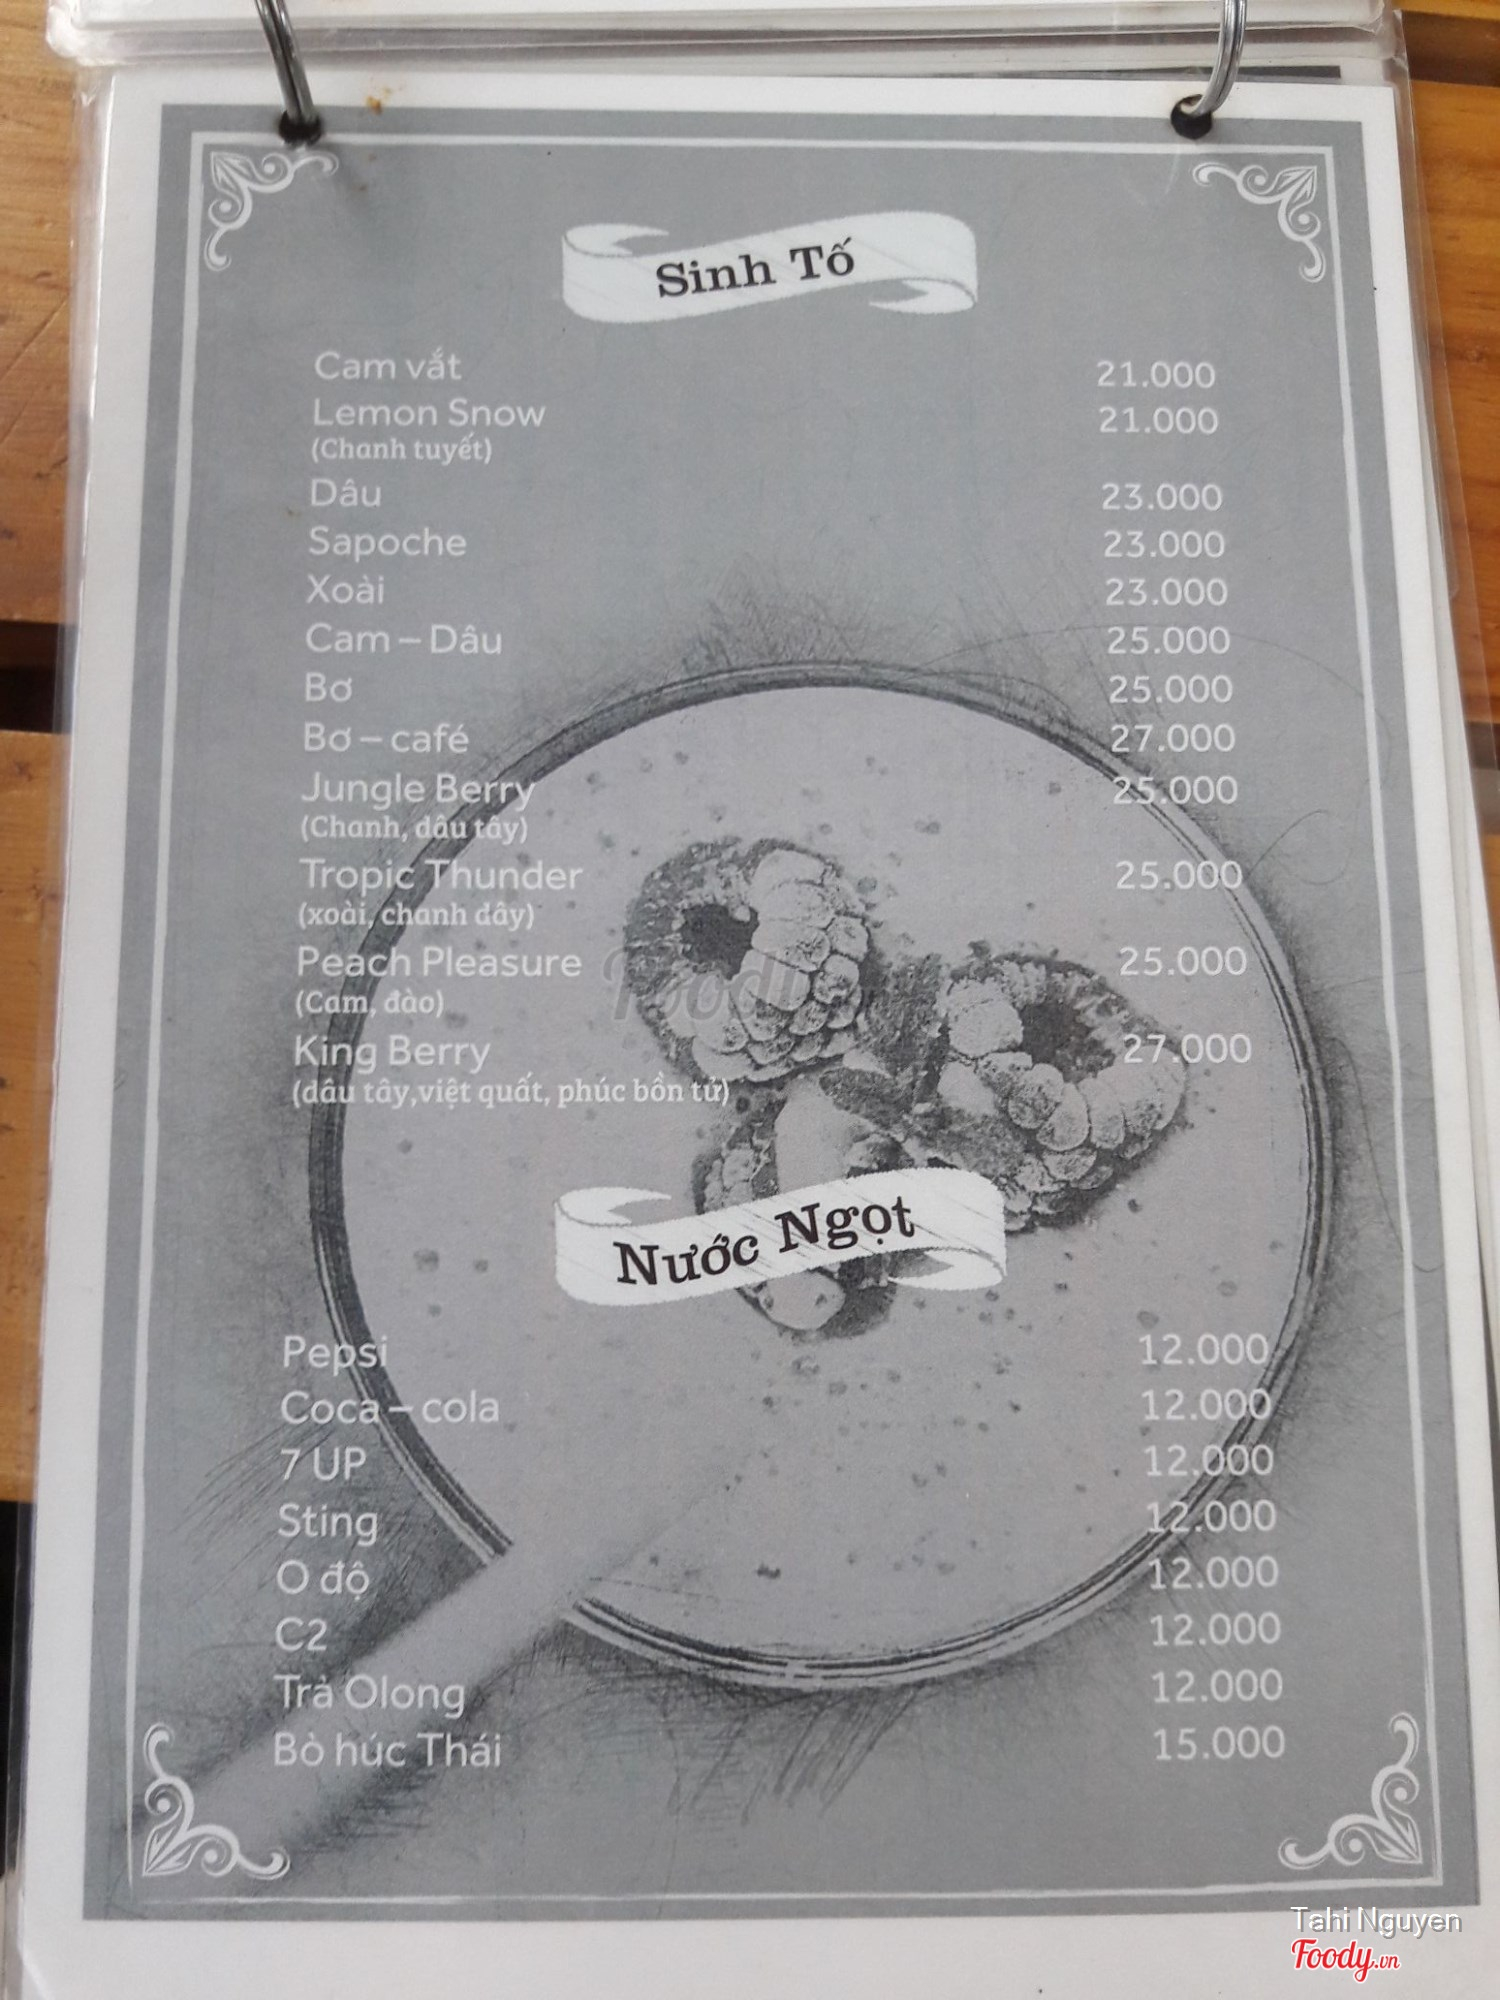 Sinh Tố
Cam vắt 21.000
Lemon Snow 21.000
(Chanh tuyết)
Dâu 23.000
Sapoche 23.000
Xoài 23.000
Cam – Dâu 25.000
Bơ 25.000
Bơ – café 27.000
Jungle Berry 25.000
(Chanh, dâu tây)
Tropic Thunder 25.000
(xoài, chanh dây)
Peach Pleasure 25.000
(Cam, đào)
King Berry 27.000
(dâu tây,việt quất, phúc bồn tử)
Nước Ngọt
Pepsi 12.000
Coca – cola 12.000
7 UP 12.000
Sting 12.000
O độ 12.000
C2 12.000
Trà Olong 12.000
Bò húc Thái 15.000
Tahi Nguyen
Foody.vn